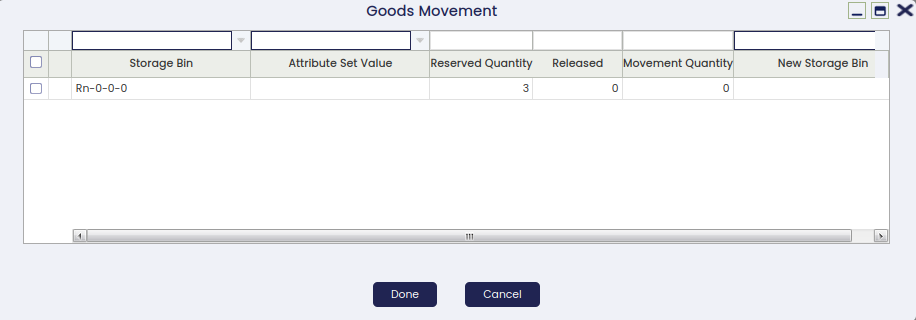 Goods Movement
Storage Bin Attribute Set Value Reserved Quantity Released Movement Quantity New Storage Bin
Rn-0-0-0 3 0 0
Done Cancel